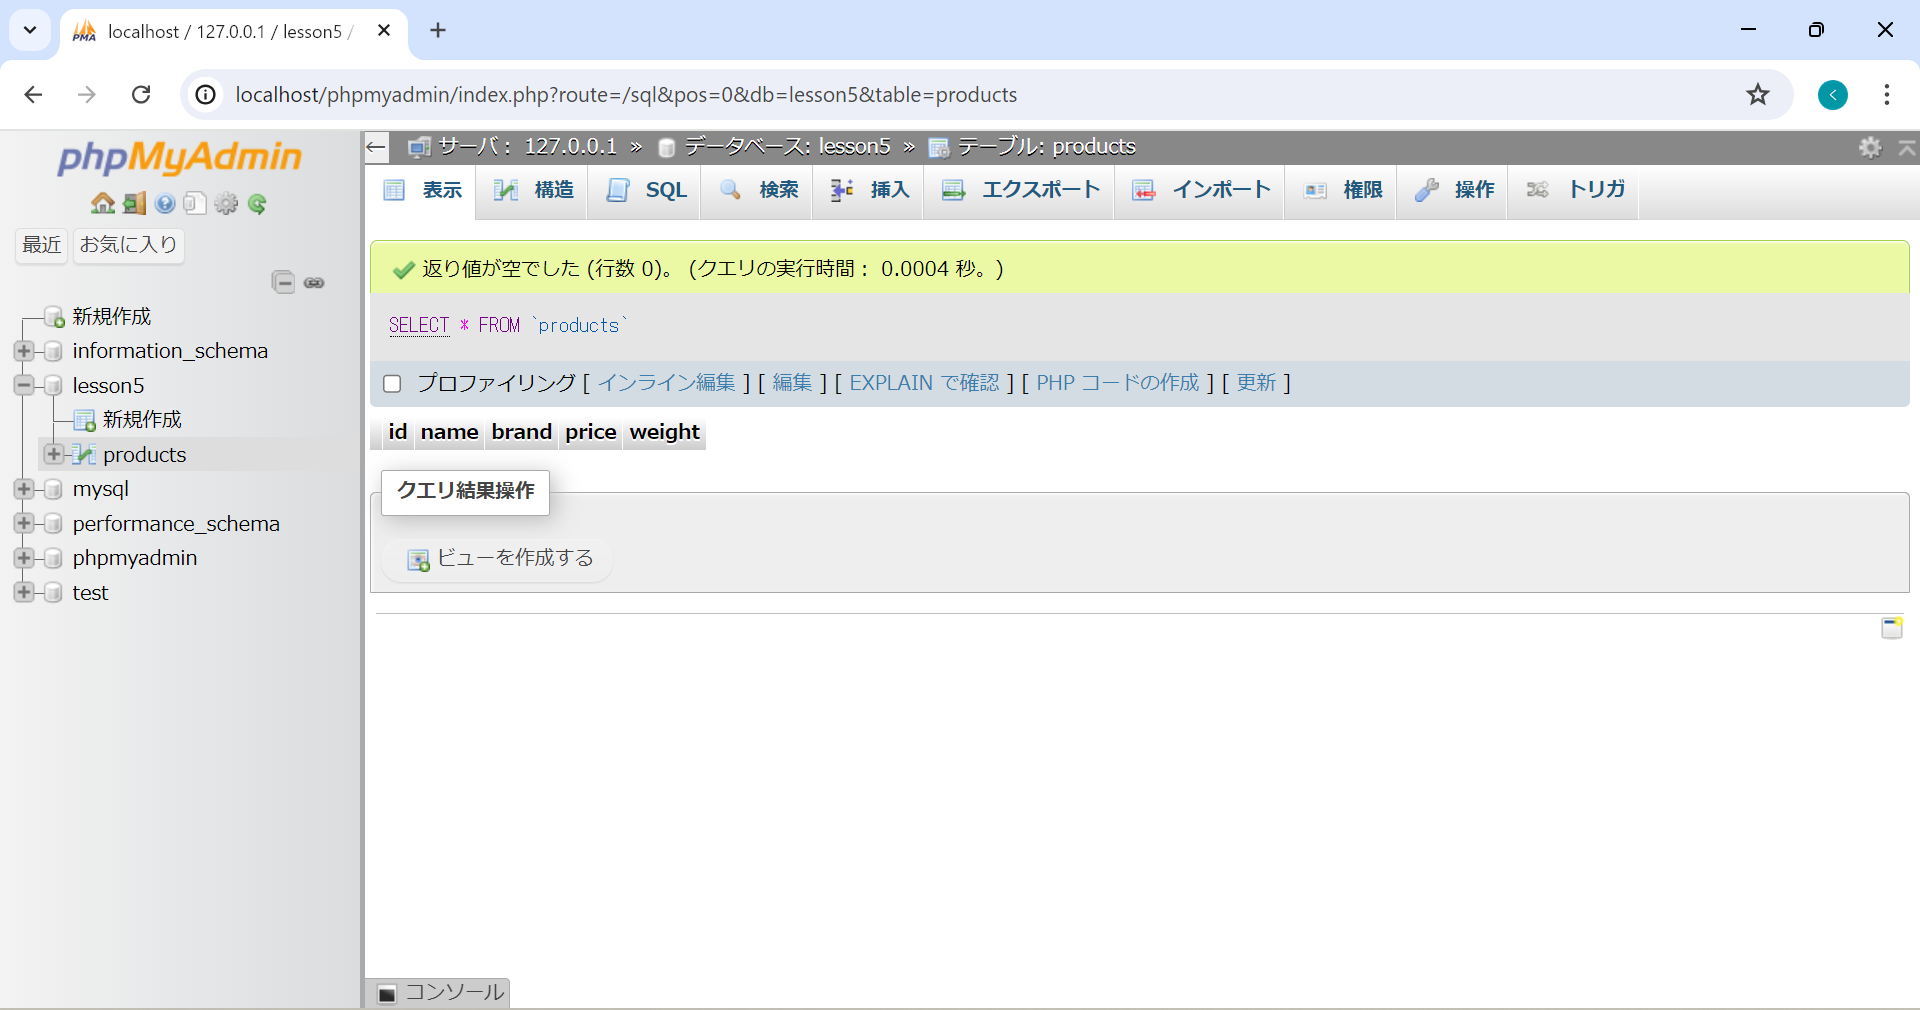 localhost / 127.0.0.1 / lesson5 /
localhost/phpmyadmin/index.php?route=/sql&pos=0&db=lesson5&table=products
phpMyAdmin
最近 お気に入り
新規作成
information_schema
lesson5
新規作成
products
mysql
performance_schema
phpmyadmin
test
サーバ： 127.0.0.1 » データベース: lesson5 » テーブル: products
表示 構造 SQL 検索 挿入 エクスポート インポート 権限 操作 トリガ
返り値が空でした (行数 0)。 (クエリの実行時間： 0.0004 秒。)
SELECT * FROM `products`
プロファイリング [ インライン編集 ] [ 編集 ] [ EXPLAIN で確認 ] [ PHP コードの作成 ] [ 更新 ]
id name brand price weight
クエリ結果操作
ビューを作成する
コンソール